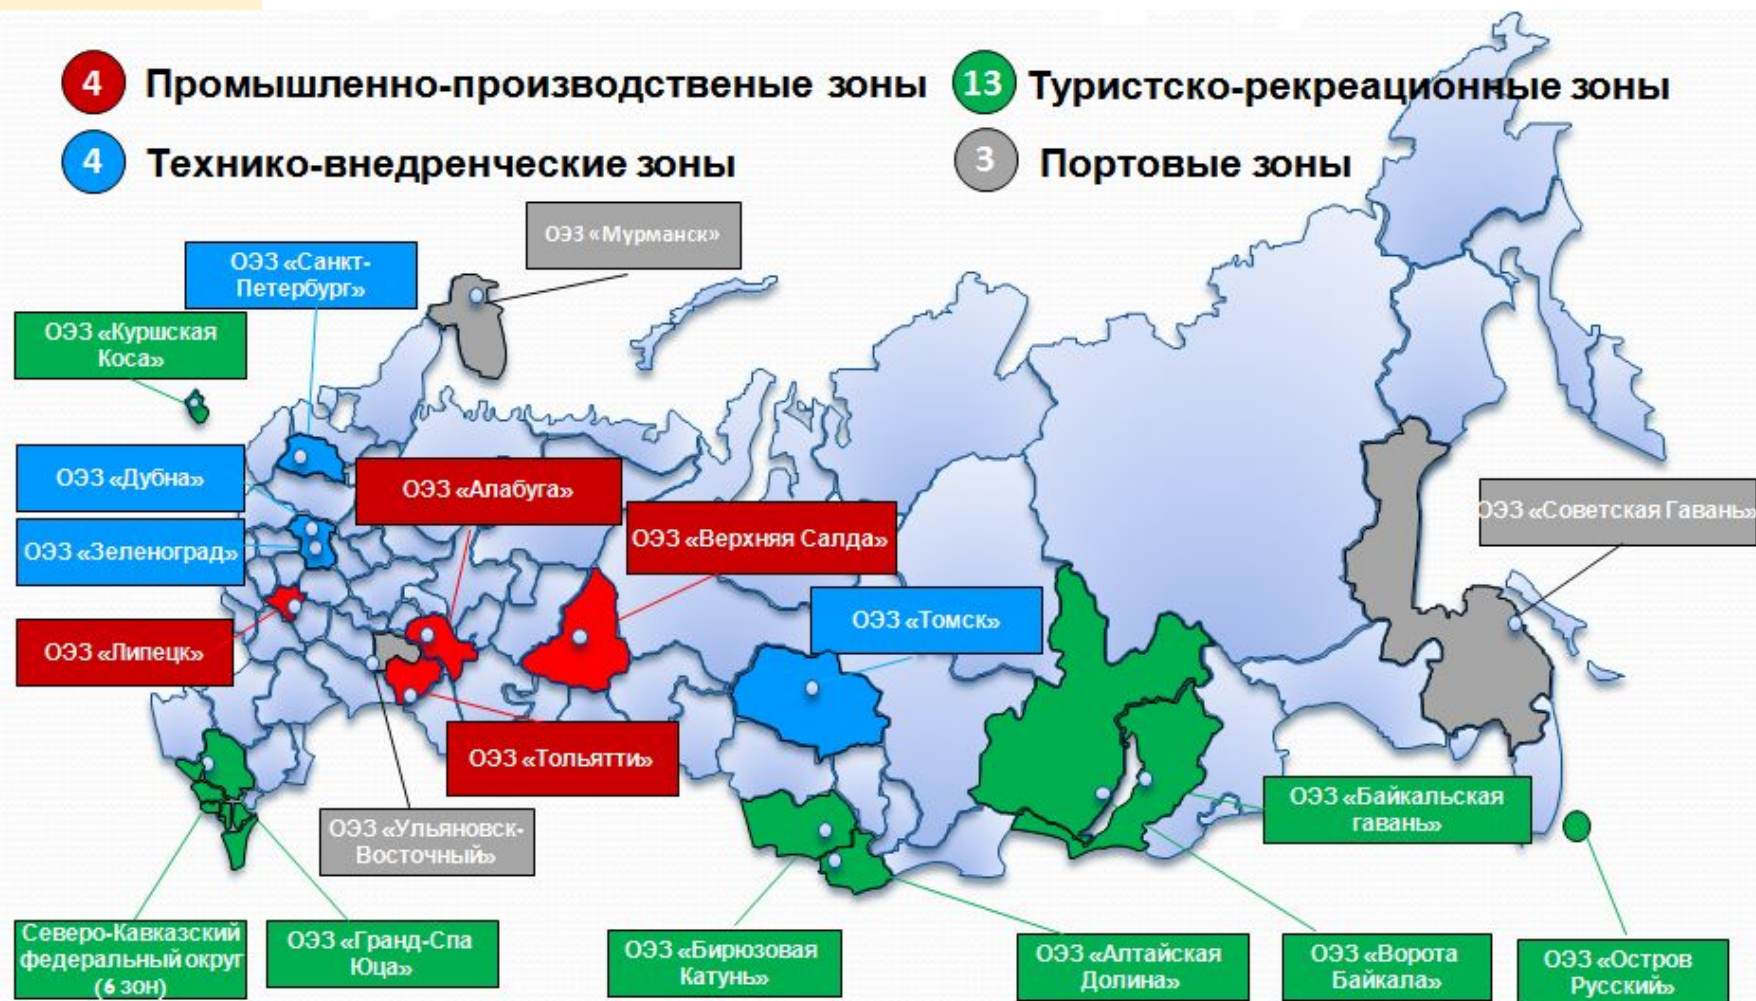 4 Промышленно-производственые зоны
13 Туристско-рекреационные зоны
4 Технико-внедренческие зоны
3 Портовые зоны
ОЭЗ «Мурманск»
ОЭЗ «Санкт-
Петербург»
ОЭЗ «Куршская
Коса»
ОЭЗ «Дубна»
ОЭЗ «Алабуга»
ОЭЗ «Советская Гавань»
ОЭЗ «Верхняя Салда»
ОЭЗ «Зеленоград»
ОЭЗ «Томск»
ОЭЗ «Липецк»
ОЭЗ «Тольятти»
ОЭЗ «Байкальская
гавань»
ОЭЗ «Ульяновск-
Восточный»
Северо-Кавказский
федеральный округ
(6 зон)
ОЭЗ «Гранд-Спа
Юца»
ОЭЗ «Бирюзовая
Катунь»
ОЭЗ «Алтайская
Долина»
ОЭЗ «Ворота
Байкала»
ОЭЗ «Остров
Русский»